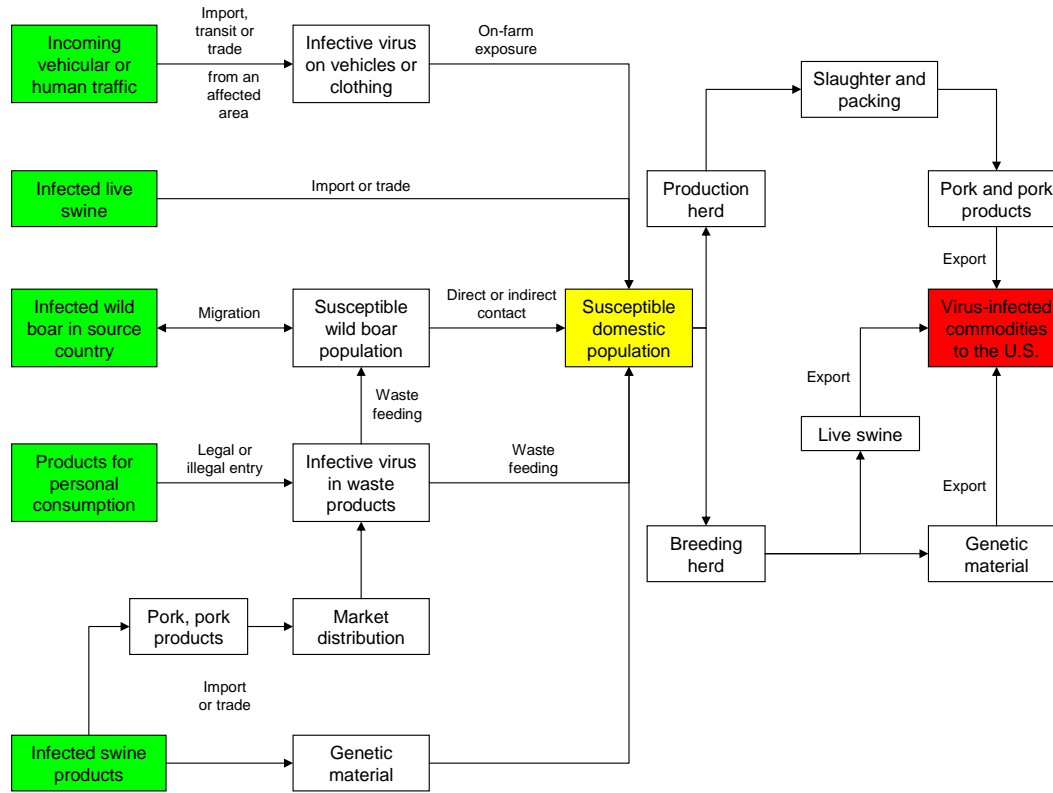 Incoming
vehicular or
human traffic
Import,
transit or
trade
from an
affected
area
Infective virus
on vehicles or
clothing
On-farm
exposure
Slaughter and
packing
Infected live
swine
Import or trade
Production
herd
Pork and pork
products
Export
Infected wild
boar in source
country
Migration
Susceptible
wild boar
population
Direct or indirect
contact
Susceptible
domestic
population
Virus-infected
commodities
to the U.S.
Export
Waste
feeding
Live swine
Products for
personal
consumption
Legal or
illegal entry
Infective virus
in waste
products
Waste
feeding
Export
Breeding
herd
Genetic
material
Pork, pork
products
Market
distribution
Import
or trade
Infected swine
products
Genetic
material